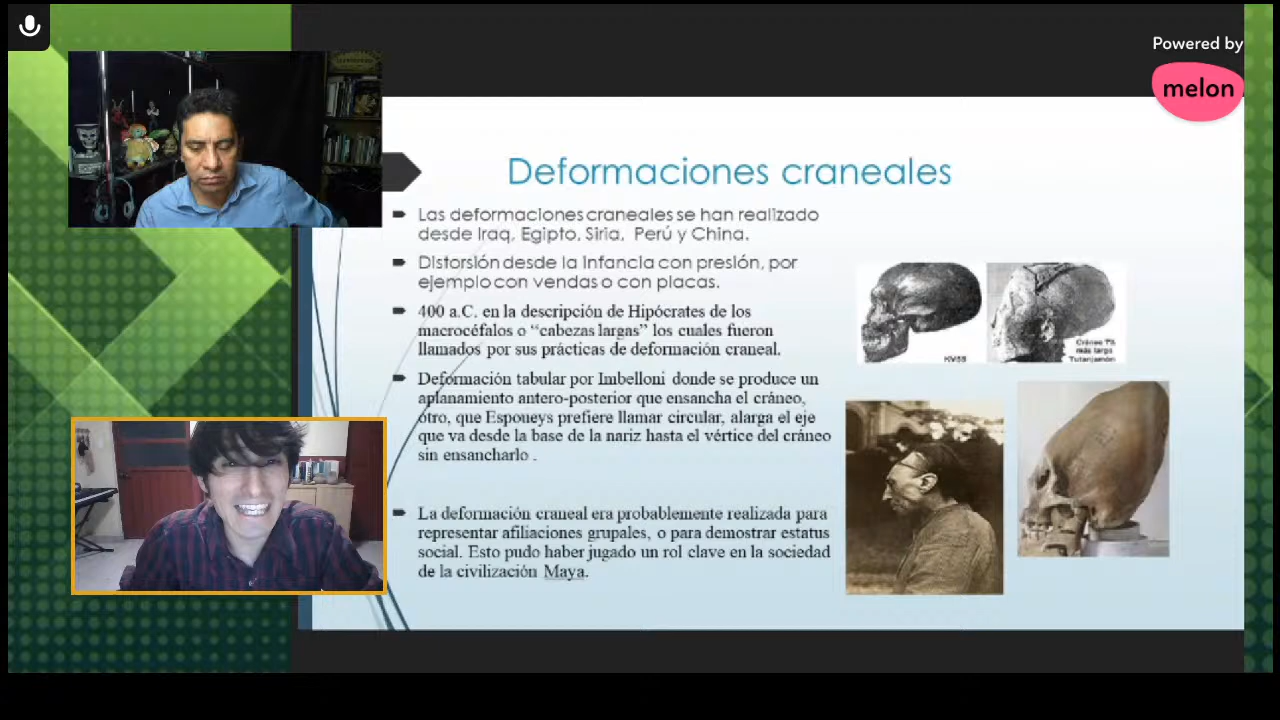 Powered by
melon
Deformaciones craneales
Las deformaciones craneales se han realizado
desde Iraq, Egipto, Siria, Perú y China.
Distorsión desde la infancia con presión, por
ejemplo con vendas o con placas.
400 a.C. en la descripción de Hipócrates de los
macrocéfalos o “cabezas largas” los cuales fueron
llamados por sus prácticas de deformación craneal.
Deformación tabular por Imbelloni donde se produce un
aplanamiento antero-posterior que ensancha el cráneo,
otro, que Esponeys prefiere llamar circular, alarga el eje
que va desde la base de la nariz hasta el vértice del cráneo
sin ensancharlo .
La deformación craneal era probablemente realizada para
representar afiliaciones grupales, o para demostrar estatus
social. Esto pudo haber jugado un rol clave en la sociedad
de la civilización Maya.
KV55
Cráneo 7%
más largo
Tutankamón